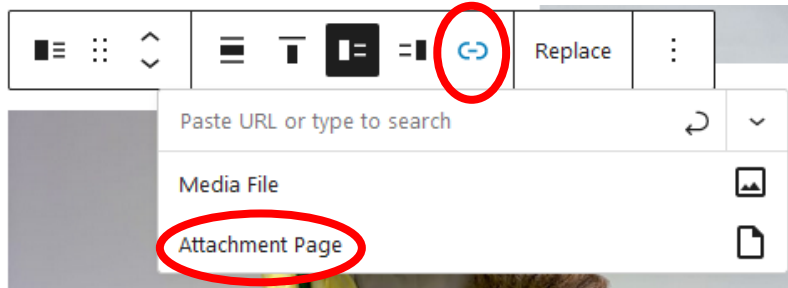 Replace
Paste URL or type to search
Media File
Attachment Page